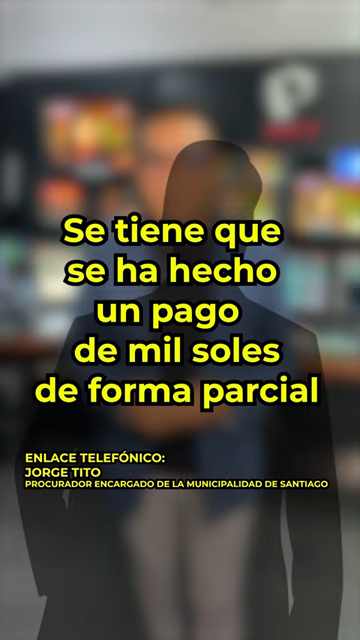 Se tiene que
se ha hecho
un pago
de mil soles
de forma parcial
ENLACE TELEFÓNICO:
JORGE TITO
PROCURADOR ENCARGADO DE LA MUNICIPALIDAD DE SANTIAGO